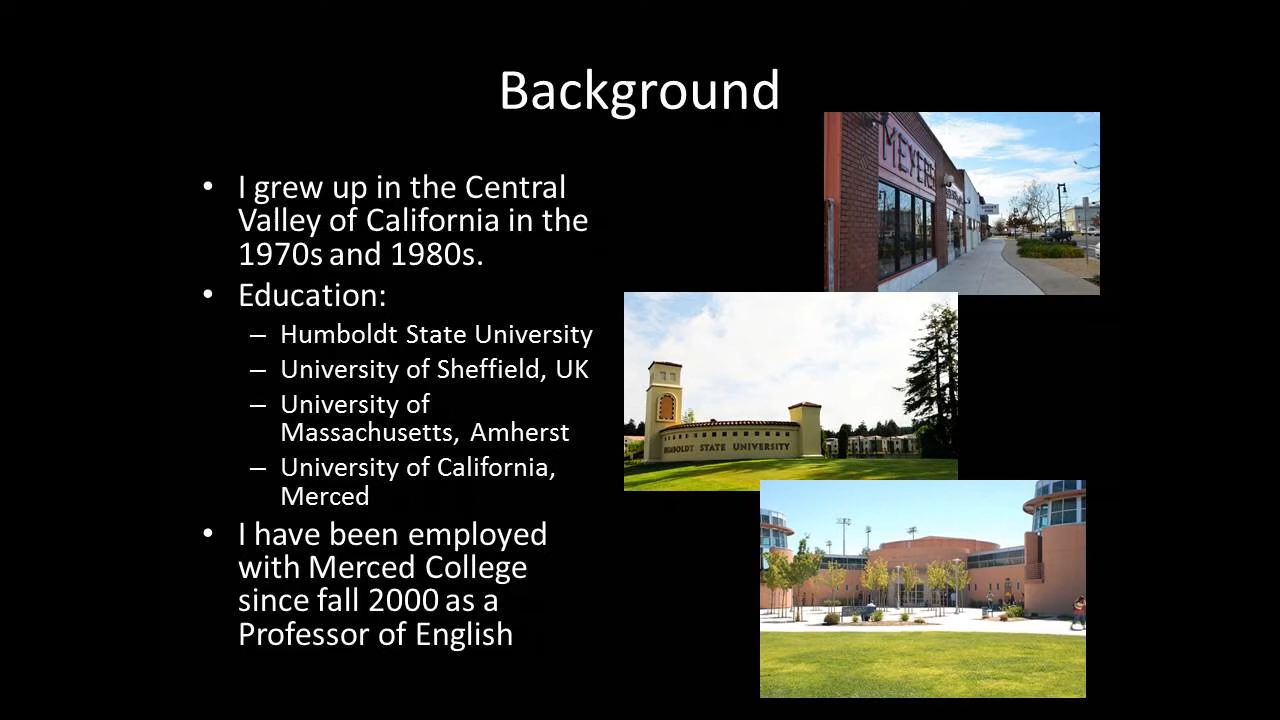 Background
• I grew up in the Central
Valley of California in the
1970s and 1980s.
• Education:
– Humboldt State University
– University of Sheffield, UK
– University of
Massachusetts, Amherst
– University of California,
Merced
• I have been employed
with Merced College
since fall 2000 as a
Professor of English
MEYER'S
HUMBOLDT STATE UNIVERSITY